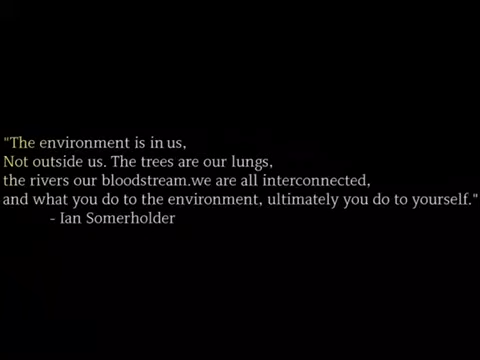 "The environment is in us,
Not outside us. The trees are our lungs,
the rivers our bloodstream.we are all interconnected,
and what you do to the environment, ultimately you do to yourself."
- Ian Somerholder